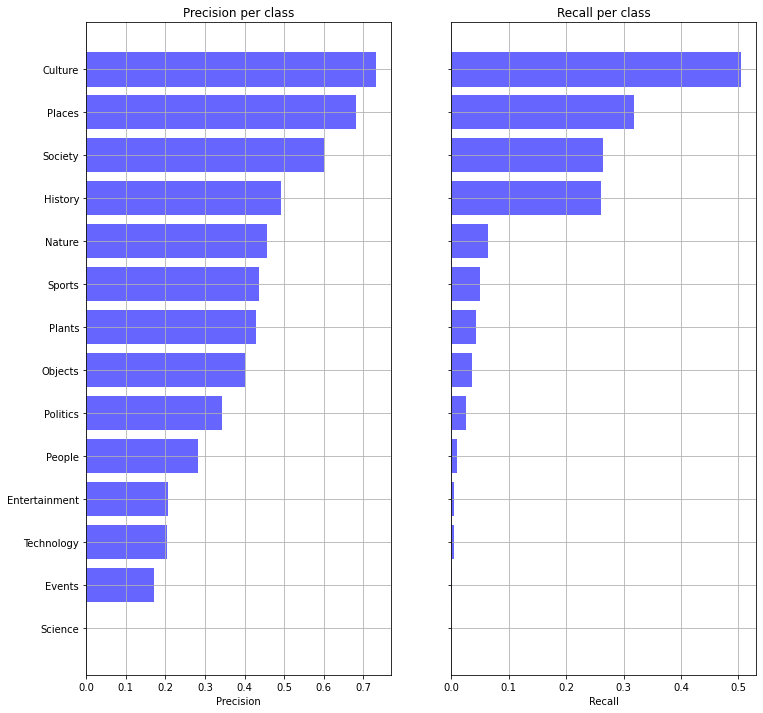 Precision per class
Recall per class
Culture
Places
Society
History
Nature
Sports
Plants
Objects
Politics
People
Entertainment
Technology
Events
Science
0.0 0.1 0.2 0.3 0.4 0.5 0.6 0.7
0.0 0.1 0.2 0.3 0.4 0.5
Precision
Recall